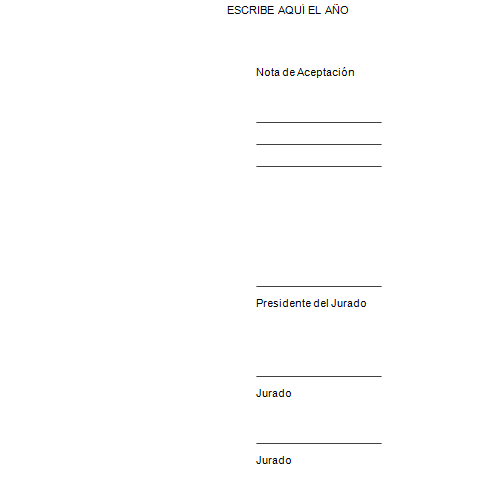 ESCRIBE AQUÍ EL AÑO
Nota de Aceptación
Presidente del Jurado
Jurado
Jurado